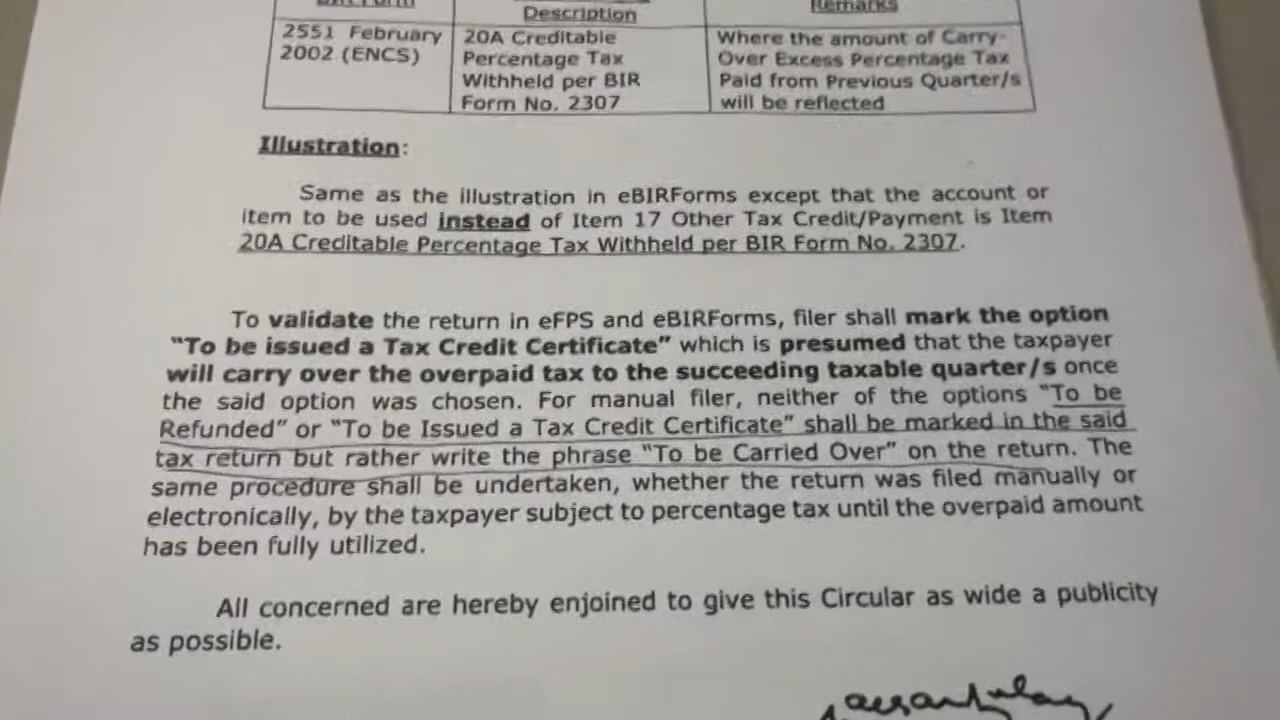 Description
Remarks
2551 February
2002 (ENCS)
20A Creditable
Percentage Tax
Withheld per BIR
Form No. 2307
Where the amount of Carry-
Over Excess Percentage Tax
Paid from Previous Quarter/s
will be reflected
Illustration:
Same as the illustration in eBIRForms except that the account or
item to be used instead of Item 17 Other Tax Credit/Payment is Item
20A Creditable Percentage Tax Withheld per BIR Form No. 2307.
To validate the return in eFPS and eBIRForms, filer shall mark the option
“To be issued a Tax Credit Certificate” which is presumed that the taxpayer
will carry over the overpaid tax to the succeeding taxable quarter/s once
the said option was chosen. For manual filer, neither of the options “To be
Refunded” or “To be Issued a Tax Credit Certificate” shall be marked in the said
tax return but rather write the phrase “To be Carried Over” on the return. The
same procedure shall be undertaken, whether the return was filed manually or
electronically, by the taxpayer subject to percentage tax until the overpaid amount
has been fully utilized.
All concerned are hereby enjoined to give this Circular as wide a publicity
as possible.